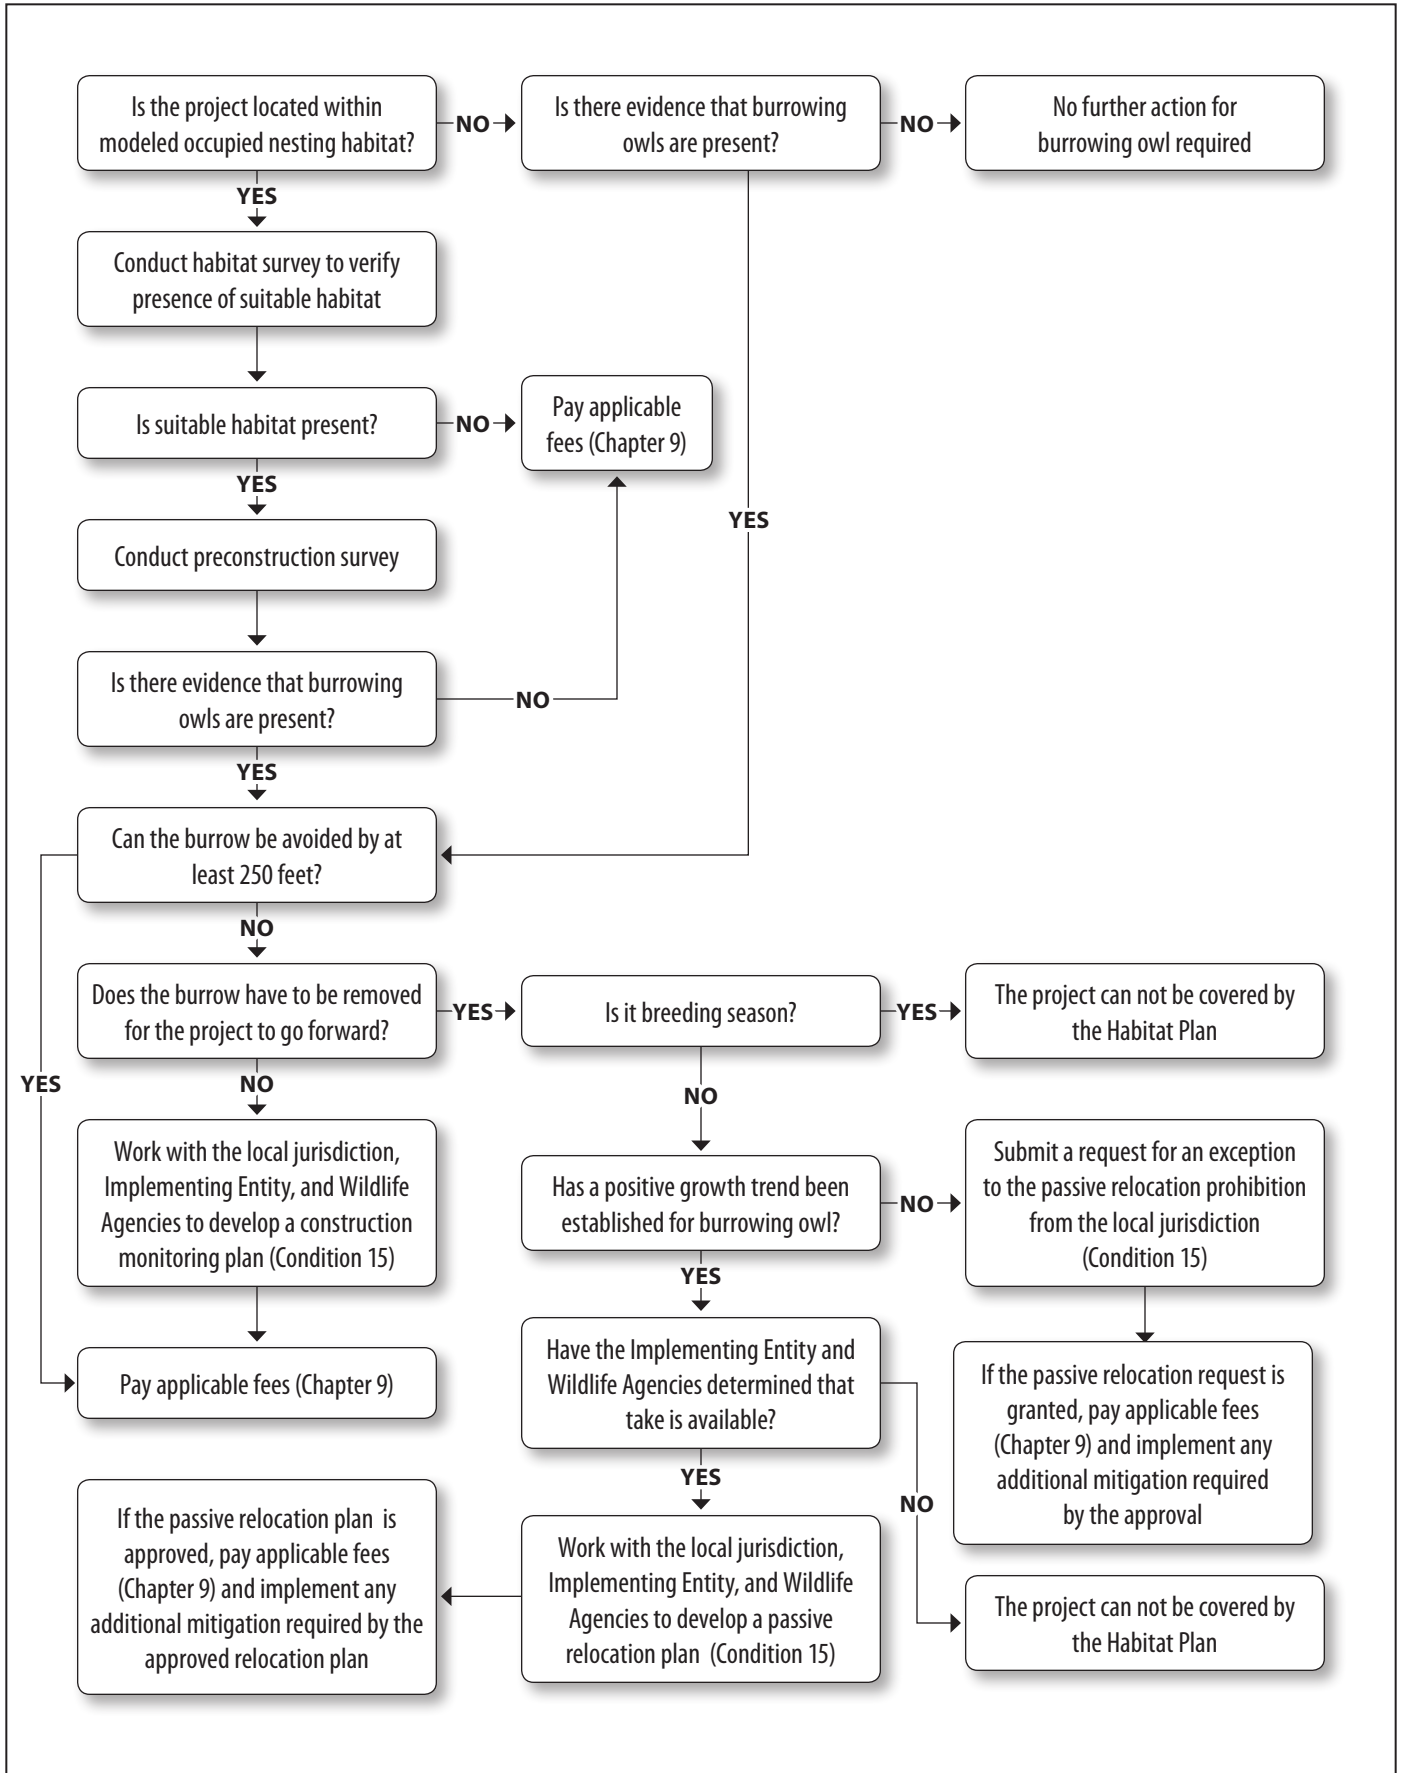 Is the project located within
modeled occupied nesting habitat?
NO
Is there evidence that burrowing
owls are present?
NO
No further action for
burrowing owl required
YES
Conduct habitat survey to verify
presence of suitable habitat
Is suitable habitat present?
NO
Pay applicable
fees (Chapter 9)
YES
YES
Conduct preconstruction survey
Is there evidence that burrowing
owls are present?
NO
YES
Can the burrow be avoided by at
least 250 feet?
NO
Does the burrow have to be removed
for the project to go forward?
YES
Is it breeding season?
YES
The project can not be covered by
the Habitat Plan
YES
NO
NO
Work with the local jurisdiction,
Implementing Entity, and Wildlife
Agencies to develop a construction
monitoring plan (Condition 15)
Has a positive growth trend been
established for burrowing owl?
NO
Submit a request for an exception
to the passive relocation prohibition
from the local jurisdiction
(Condition 15)
YES
Pay applicable fees (Chapter 9)
Have the Implementing Entity and
Wildlife Agencies determined that
take is available?
If the passive relocation request is
granted, pay applicable fees
(Chapter 9) and implement any
additional mitigation required
by the approval
YES
NO
If the passive relocation plan is
approved, pay applicable fees
(Chapter 9) and implement any
additional mitigation required by the
approved relocation plan
Work with the local jurisdiction,
Implementing Entity, and Wildlife
Agencies to develop a passive
relocation plan (Condition 15)
The project can not be covered by
the Habitat Plan